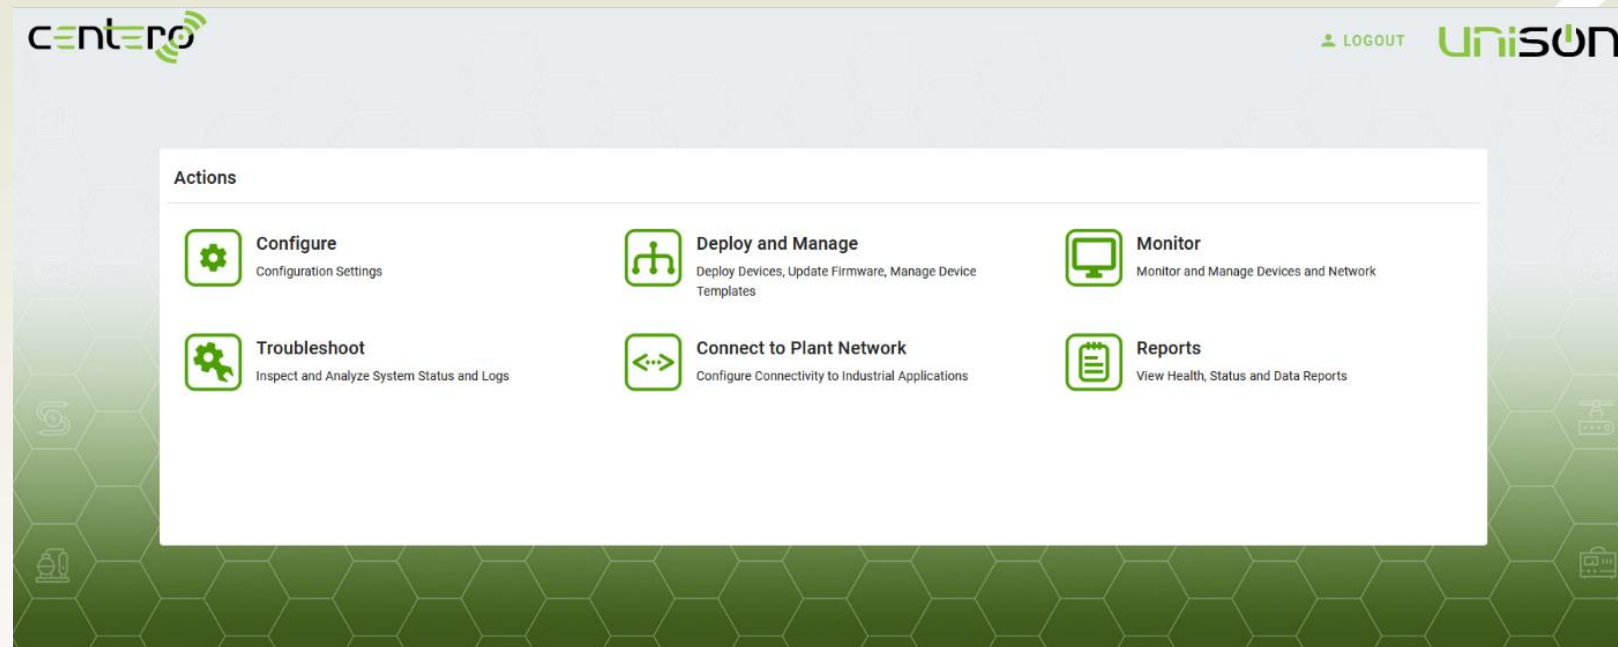 centero
LOGOUT
unison
Actions
Configure
Configuration Settings
Deploy and Manage
Deploy Devices, Update Firmware, Manage Device
Templates
Monitor
Monitor and Manage Devices and Network
Troubleshoot
Inspect and Analyze System Status and Logs
Connect to Plant Network
Configure Connectivity to Industrial Applications
Reports
View Health, Status and Data Reports